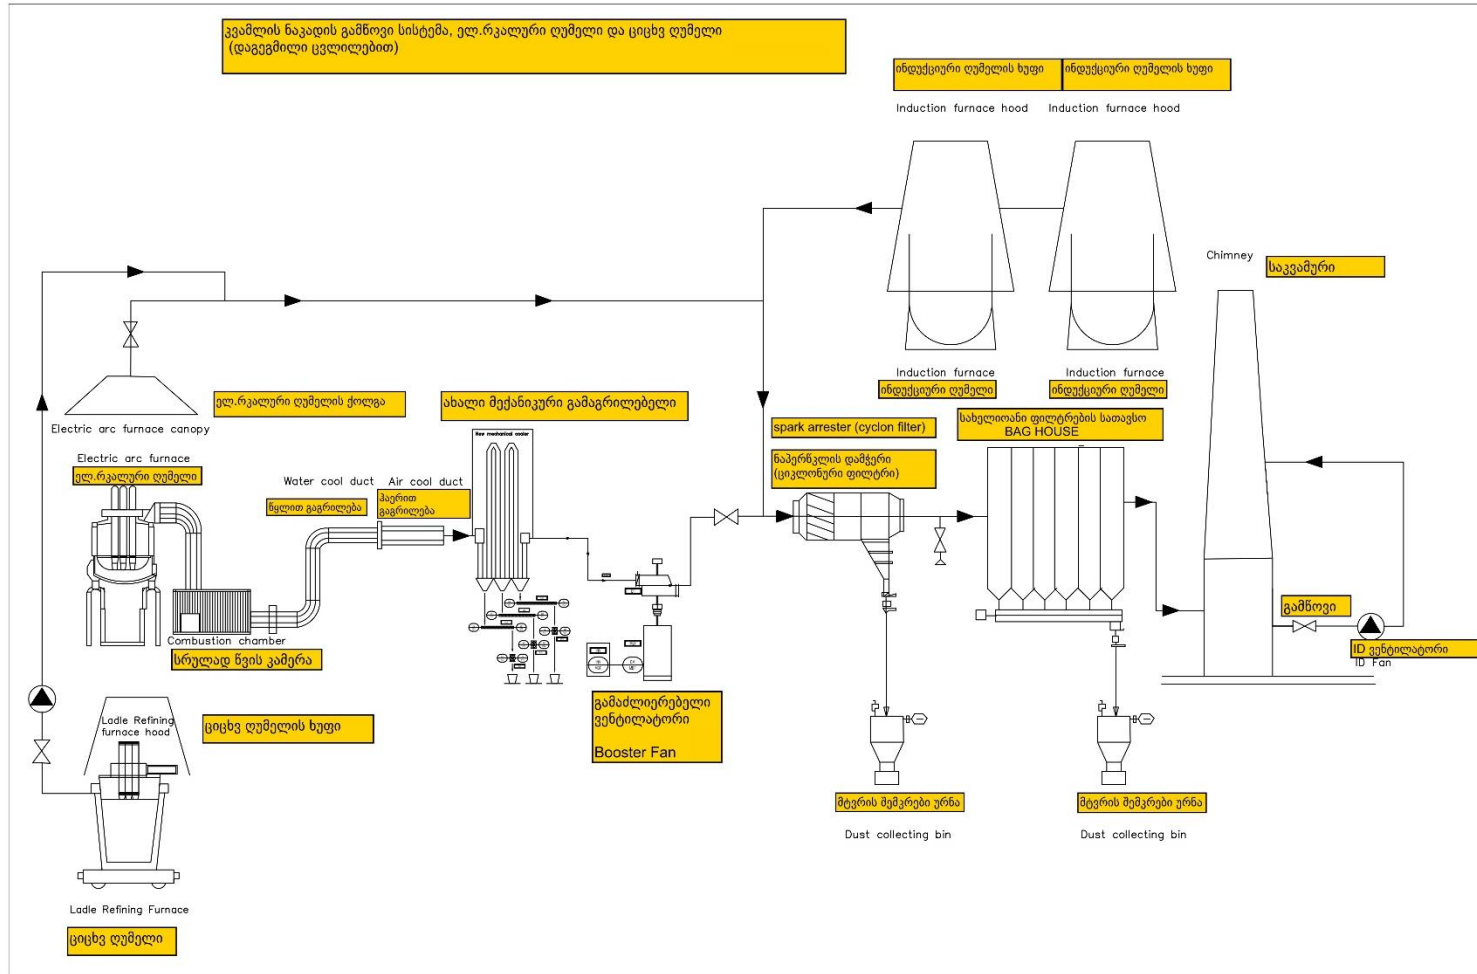 კვამლის ნაკადის გამწოვი სისტემა, ელ.რკალური ღუმელი და ციცხვ ღუმელი
(დაგეგმილი ცვლილებით)
ინდუქციური ღუმელის ხუფი
ინდუქციური ღუმელის ხუფი
Induction furnace hood
Induction furnace hood
Chimney
საკვამური
Induction furnace
Induction furnace
ინდუქციური ღუმელი
ინდუქციური ღუმელი
ელ.რკალური ღუმელის ქოლგა
Electric arc furnace canopy
ახალი მექანიკური გამაგრილებელი
New mechanical cooler
spark arrester (cyclon filter)
ნაპერწკლის დამჭერი
(ციკლონური ფილტრი)
სახელოიანი ფილტრების სათავსო
BAG HOUSE
Electric arc furnace
ელ.რკალური ღუმელი
Water cool duct
Air cool duct
წყლით გაგრილება
ჰაერით
გაგრილება
Combustion chamber
სრულად წვის კამერა
გამწოვი
ID ვენტილატორი
ID Fan
გამაძლიერებელი
ვენტილატორი
Booster Fan
Ladle Refining
furnace hood
ციცხვ ღუმელის ხუფი
მტვრის შემკრები ურნა
მტვრის შემკრები ურნა
Dust collecting bin
Dust collecting bin
Ladle Refining Furnace
ციცხვ ღუმელი